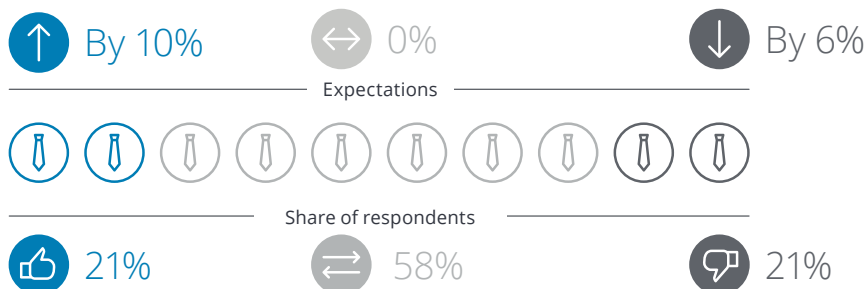 By 10% 0% By 6%
Expectations
Share of respondents
21% 58% 21%